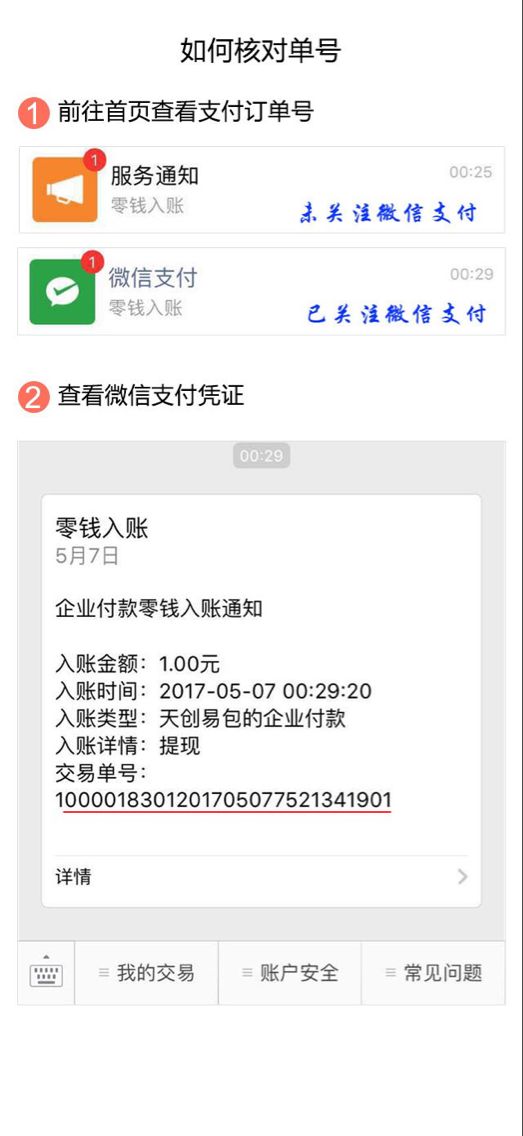 如何核对单号
1 前往首页查看支付订单号
1
服务通知
00:25
零钱入账
未关注微信支付
1
微信支付
00:29
零钱入账
已关注微信支付
2 查看微信支付凭证
00:29
零钱入账
5月7日
企业付款零钱入账通知
入账金额：1.00元
入账时间：2017-05-07 00:29:20
入账类型：天创易包的企业付款
入账详情：提现
交易单号：
1000018301201705077521341901
详情
我的交易
账户安全
常见问题